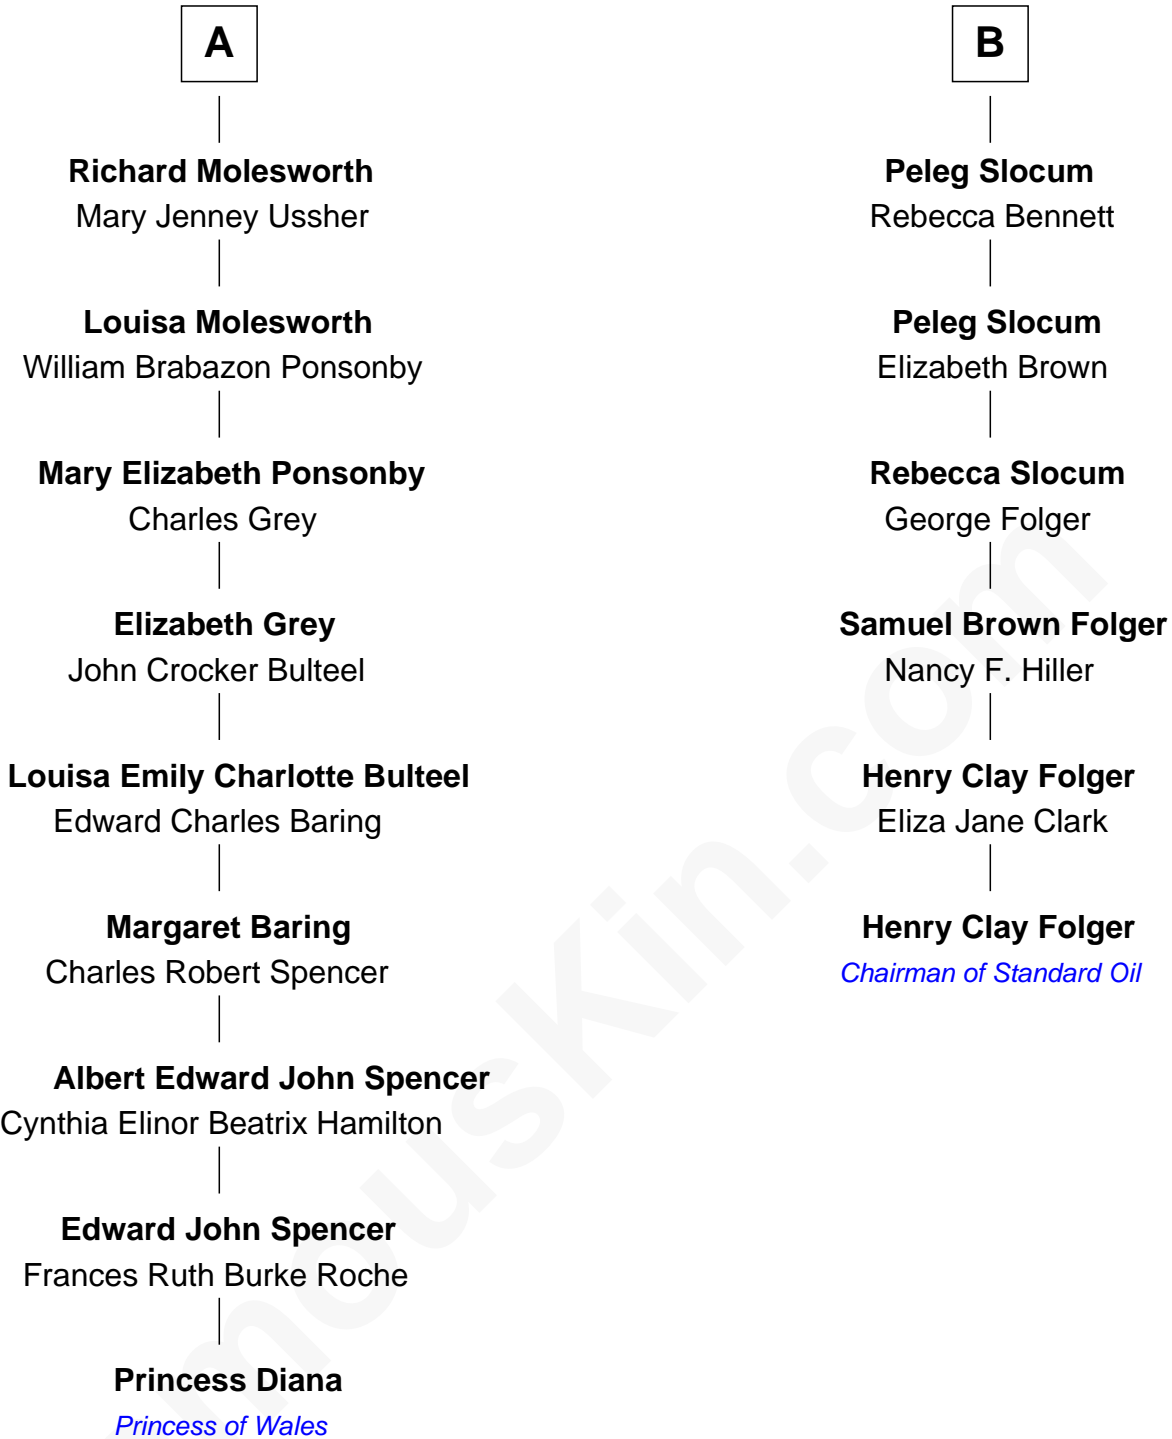 A
Richard Molesworth
Mary Jenney Ussher
Louisa Molesworth
William Brabazon Ponsonby
Mary Elizabeth Ponsonby
Charles Grey
Elizabeth Grey
John Crocker Bulteel
Louisa Emily Charlotte Bulteel
Edward Charles Baring
Margaret Baring
Charles Robert Spencer
Albert Edward John Spencer
Cynthia Elinor Beatrix Hamilton
Edward John Spencer
Frances Ruth Burke Roche
Princess Diana
Princess of Wales
B
Peleg Slocum
Rebecca Bennett
Peleg Slocum
Elizabeth Brown
Rebecca Slocum
George Folger
Samuel Brown Folger
Nancy F. Hiller
Henry Clay Folger
Eliza Jane Clark
Henry Clay Folger
Chairman of Standard Oil
mousKin.com